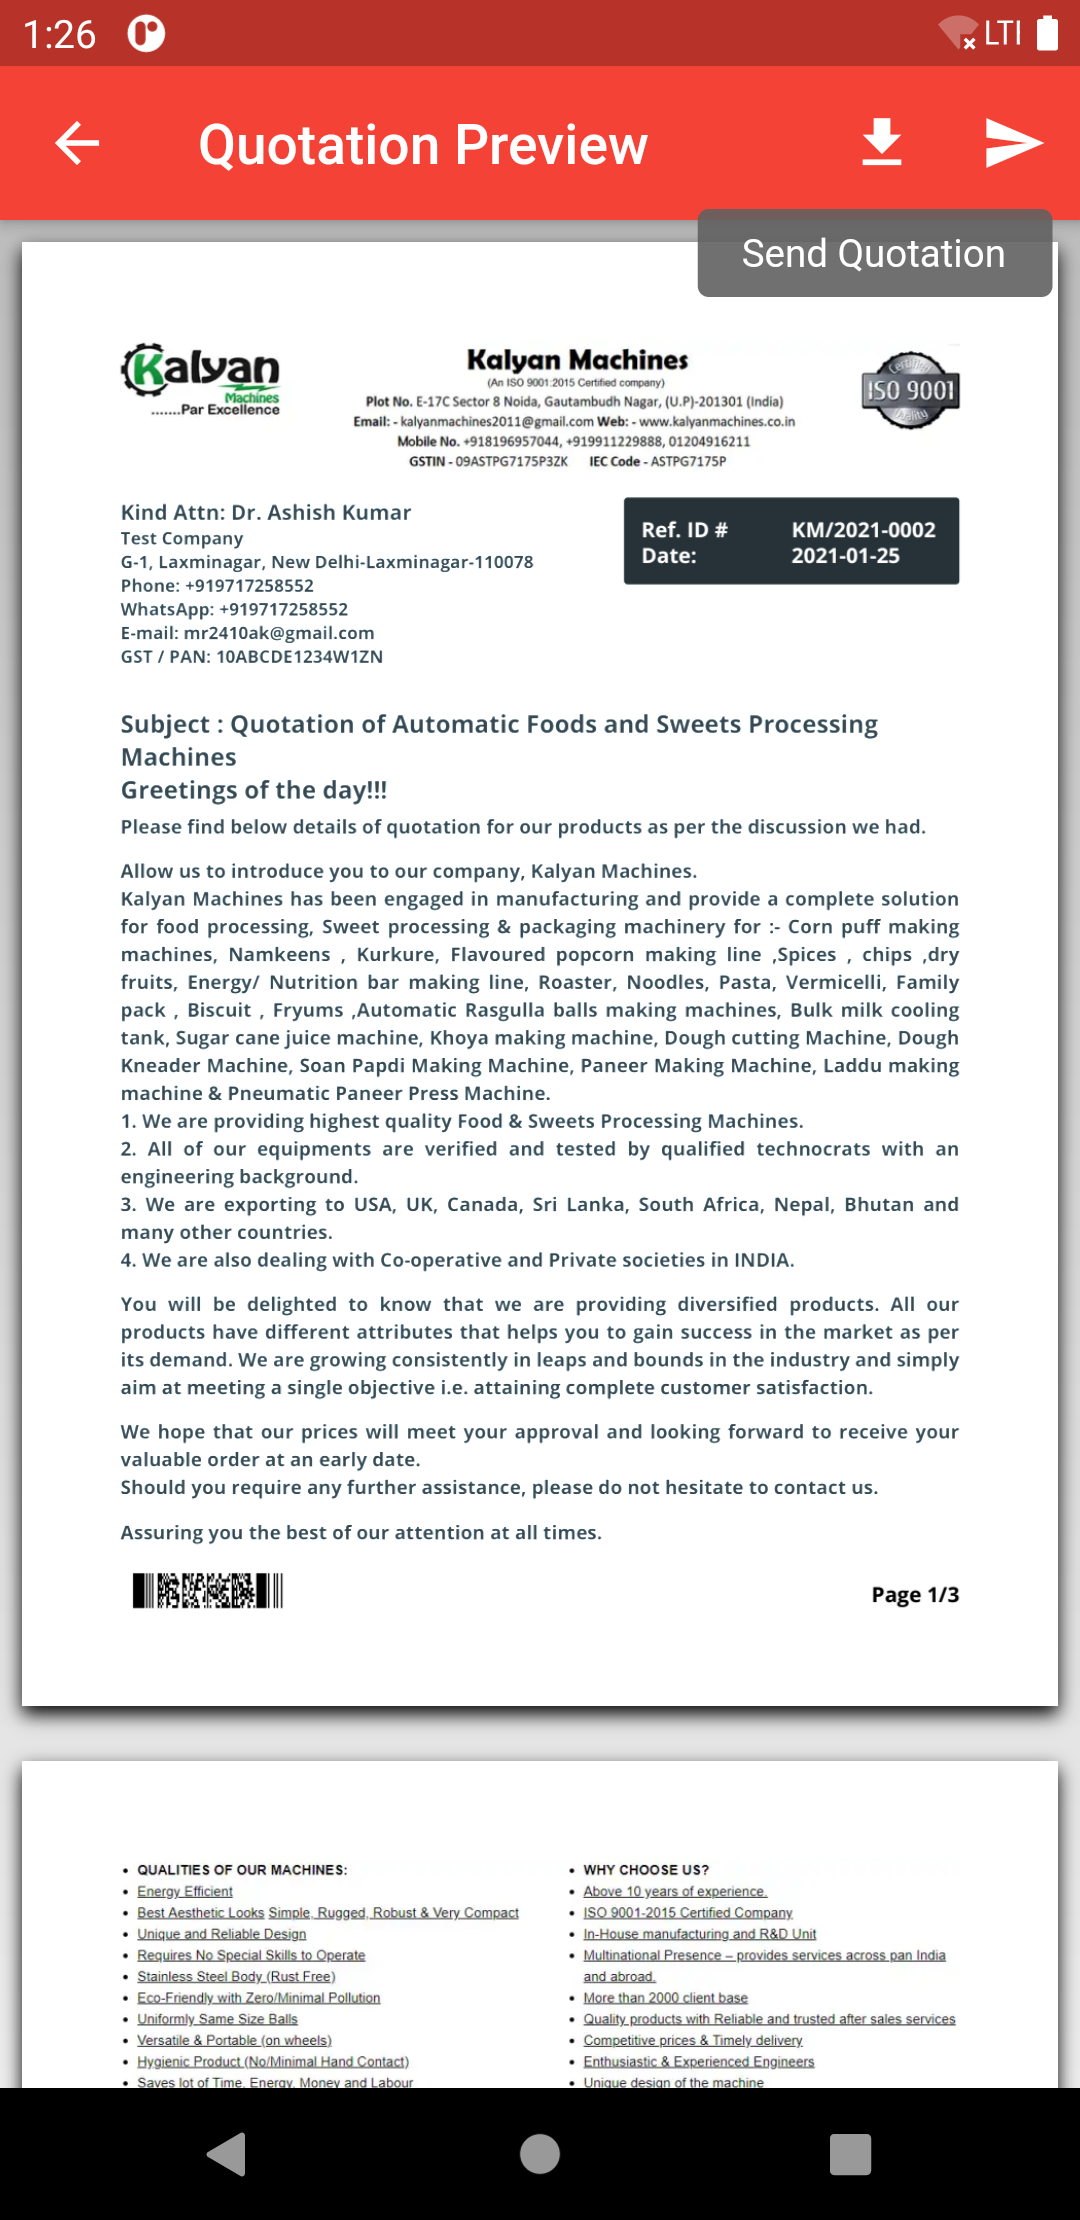 1:26
LTI
Quotation Preview
Send Quotation
Kalyan
Machines
.......Par Excellence
Kalyan Machines
(An ISO 9001:2015 Certified company)
Plot No. E-17C Sector 8 Noida, Gautambudh Nagar, (U.P)-201301 (India)
Email: - kalyanmachines2011@gmail.com Web: - www.kalyanmachines.co.in
Mobile No. +918196957044, +919911229888, 01204916211
GSTIN - 09ASTPG7175P3ZK IEC Code - ASTPG7175P
Certified
ISO 9001
Quality
Kind Attn: Dr. Ashish Kumar
Test Company
G-1, Laxminagar, New Delhi-Laxminagar-110078
Phone: +919717258552
WhatsApp: +919717258552
E-mail: mr2410ak@gmail.com
GST / PAN: 10ABCDE1234W1ZN
Ref. ID # KM/2021-0002
Date: 2021-01-25
Subject : Quotation of Automatic Foods and Sweets Processing
Machines
Greetings of the day!!!
Please find below details of quotation for our products as per the discussion we had.
Allow us to introduce you to our company, Kalyan Machines.
Kalyan Machines has been engaged in manufacturing and provide a complete solution
for food processing, Sweet processing & packaging machinery for :- Corn puff making
machines, Namkeens , Kurkure, Flavoured popcorn making line ,Spices , chips ,dry
fruits, Energy/ Nutrition bar making line, Roaster, Noodles, Pasta, Vermicelli, Family
pack , Biscuit , Fryums ,Automatic Rasgulla balls making machines, Bulk milk cooling
tank, Sugar cane juice machine, Khoya making machine, Dough cutting Machine, Dough
Kneader Machine, Soan Papdi Making Machine, Paneer Making Machine, Laddu making
machine & Pneumatic Paneer Press Machine.
1. We are providing highest quality Food & Sweets Processing Machines.
2. All of our equipments are verified and tested by qualified technocrats with an
engineering background.
3. We are exporting to USA, UK, Canada, Sri Lanka, South Africa, Nepal, Bhutan and
many other countries.
4. We are also dealing with Co-operative and Private societies in INDIA.
You will be delighted to know that we are providing diversified products. All our
products have different attributes that helps you to gain success in the market as per
its demand. We are growing consistently in leaps and bounds in the industry and simply
aim at meeting a single objective i.e. attaining complete customer satisfaction.
We hope that our prices will meet your approval and looking forward to receive your
valuable order at an early date.
Should you require any further assistance, please do not hesitate to contact us.
Assuring you the best of our attention at all times.
Page 1/3
• QUALITIES OF OUR MACHINES:
• Energy Efficient
• Best Aesthetic Looks Simple, Rugged, Robust & Very Compact
• Unique and Reliable Design
• Requires No Special Skills to Operate
• Stainless Steel Body (Rust Free)
• Eco-Friendly with Zero/Minimal Pollution
• Uniformly Same Size Balls
• Versatile & Portable (on wheels)
• Hygienic Product (No/Minimal Hand Contact)
• Saves lot of Time, Energy, Money and Labour
• WHY CHOOSE US?
• Above 10 years of experience.
• ISO 9001-2015 Certified Company
• In-House manufacturing and R&D Unit
• Multinational Presence – provides services across pan India
and abroad.
• More than 2000 client base
• Quality products with Reliable and trusted after sales services
• Competitive prices & Timely delivery
• Enthusiastic & Experienced Engineers
• Unique design of the machine